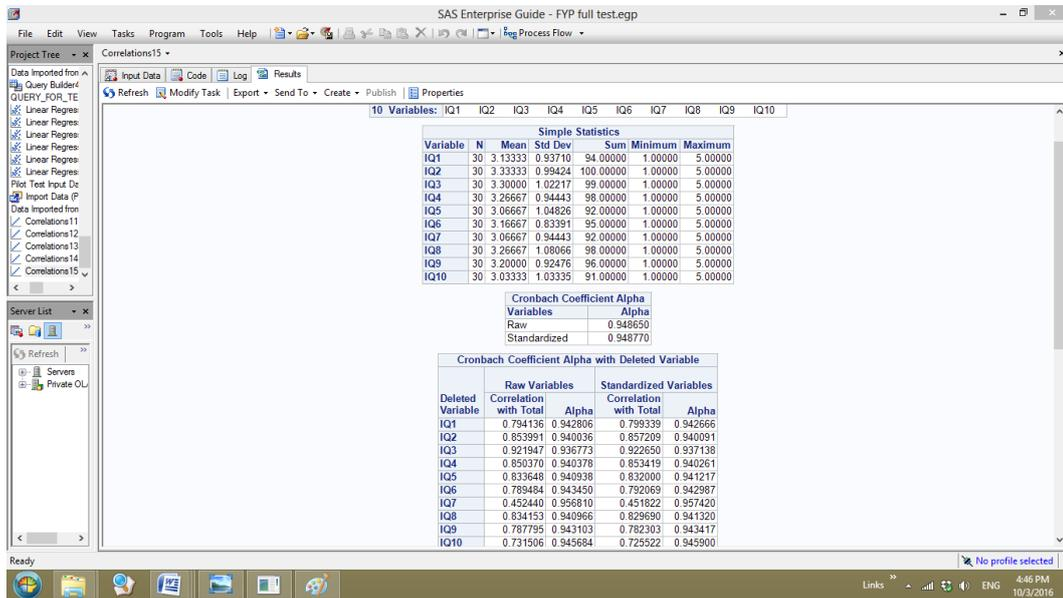 SAS Enterprise Guide - FYP full test.egp
File Edit View Tasks Program Tools Help Process Flow
Project Tree
Data Imported from
Query Builder4
QUERY_FOR_TE
Linear Regres
Linear Regres
Linear Regres
Linear Regres
Linear Regres
Linear Regres
Pilot Test Input Da
Import Data (P
Data Imported from
Correlations11
Correlations12
Correlations13
Correlations14
Correlations15
Server List
Refresh
Servers
Private OL
Correlations15
Input Data Code Log Results
Refresh Modify Task Export Send To Create Publish Properties
10 Variables: IQ1 IQ2 IQ3 IQ4 IQ5 IQ6 IQ7 IQ8 IQ9 IQ10
Simple Statistics
Variable N Mean Std Dev Sum Minimum Maximum
IQ1 30 3.13333 0.93710 94.00000 1.00000 5.00000
IQ2 30 3.33333 0.99424 100.00000 1.00000 5.00000
IQ3 30 3.30000 1.02217 99.00000 1.00000 5.00000
IQ4 30 3.26667 0.94443 98.00000 1.00000 5.00000
IQ5 30 3.06667 1.04826 92.00000 1.00000 5.00000
IQ6 30 3.16667 0.83391 95.00000 1.00000 5.00000
IQ7 30 3.06667 0.94443 92.00000 1.00000 5.00000
IQ8 30 3.26667 1.08066 98.00000 1.00000 5.00000
IQ9 30 3.20000 0.92476 96.00000 1.00000 5.00000
IQ10 30 3.03333 1.03335 91.00000 1.00000 5.00000
Cronbach Coefficient Alpha
Variables Alpha
Raw 0.948650
Standardized 0.948770
Cronbach Coefficient Alpha with Deleted Variable
Raw Variables Standardized Variables
Deleted Correlation Correlation
Variable with Total Alpha with Total Alpha
IQ1 0.794136 0.942806 0.799339 0.942666
IQ2 0.853991 0.940036 0.857209 0.940091
IQ3 0.921947 0.936773 0.922650 0.937138
IQ4 0.850370 0.940378 0.853419 0.940261
IQ5 0.833648 0.940938 0.832000 0.941217
IQ6 0.789484 0.943450 0.792069 0.942987
IQ7 0.452440 0.956810 0.451822 0.957420
IQ8 0.834153 0.940966 0.829690 0.941320
IQ9 0.787795 0.943103 0.782303 0.943417
IQ10 0.731506 0.945684 0.725522 0.945900
Ready
No profile selected
Links ENG 4:46 PM
10/3/2016